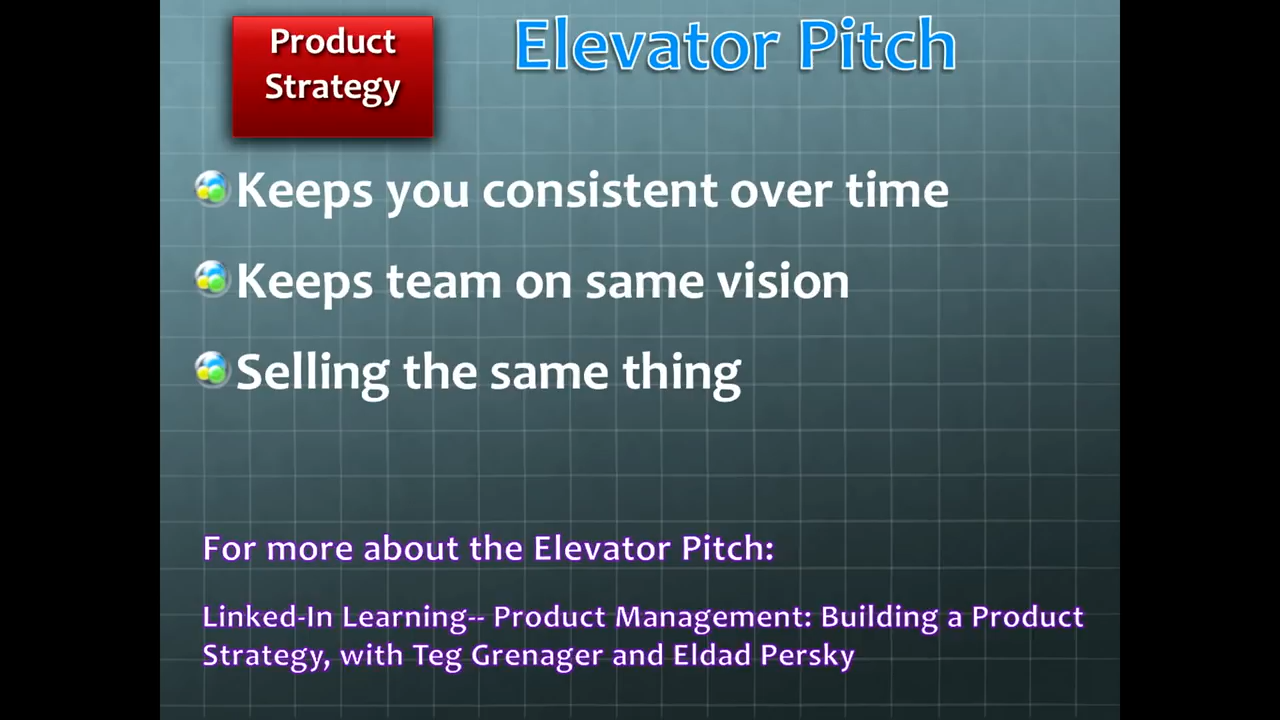 Product
Strategy
Elevator Pitch
Keeps you consistent over time
Keeps team on same vision
Selling the same thing
For more about the Elevator Pitch:
Linked-In Learning-- Product Management: Building a Product
Strategy, with Teg Grenager and Eldad Persky